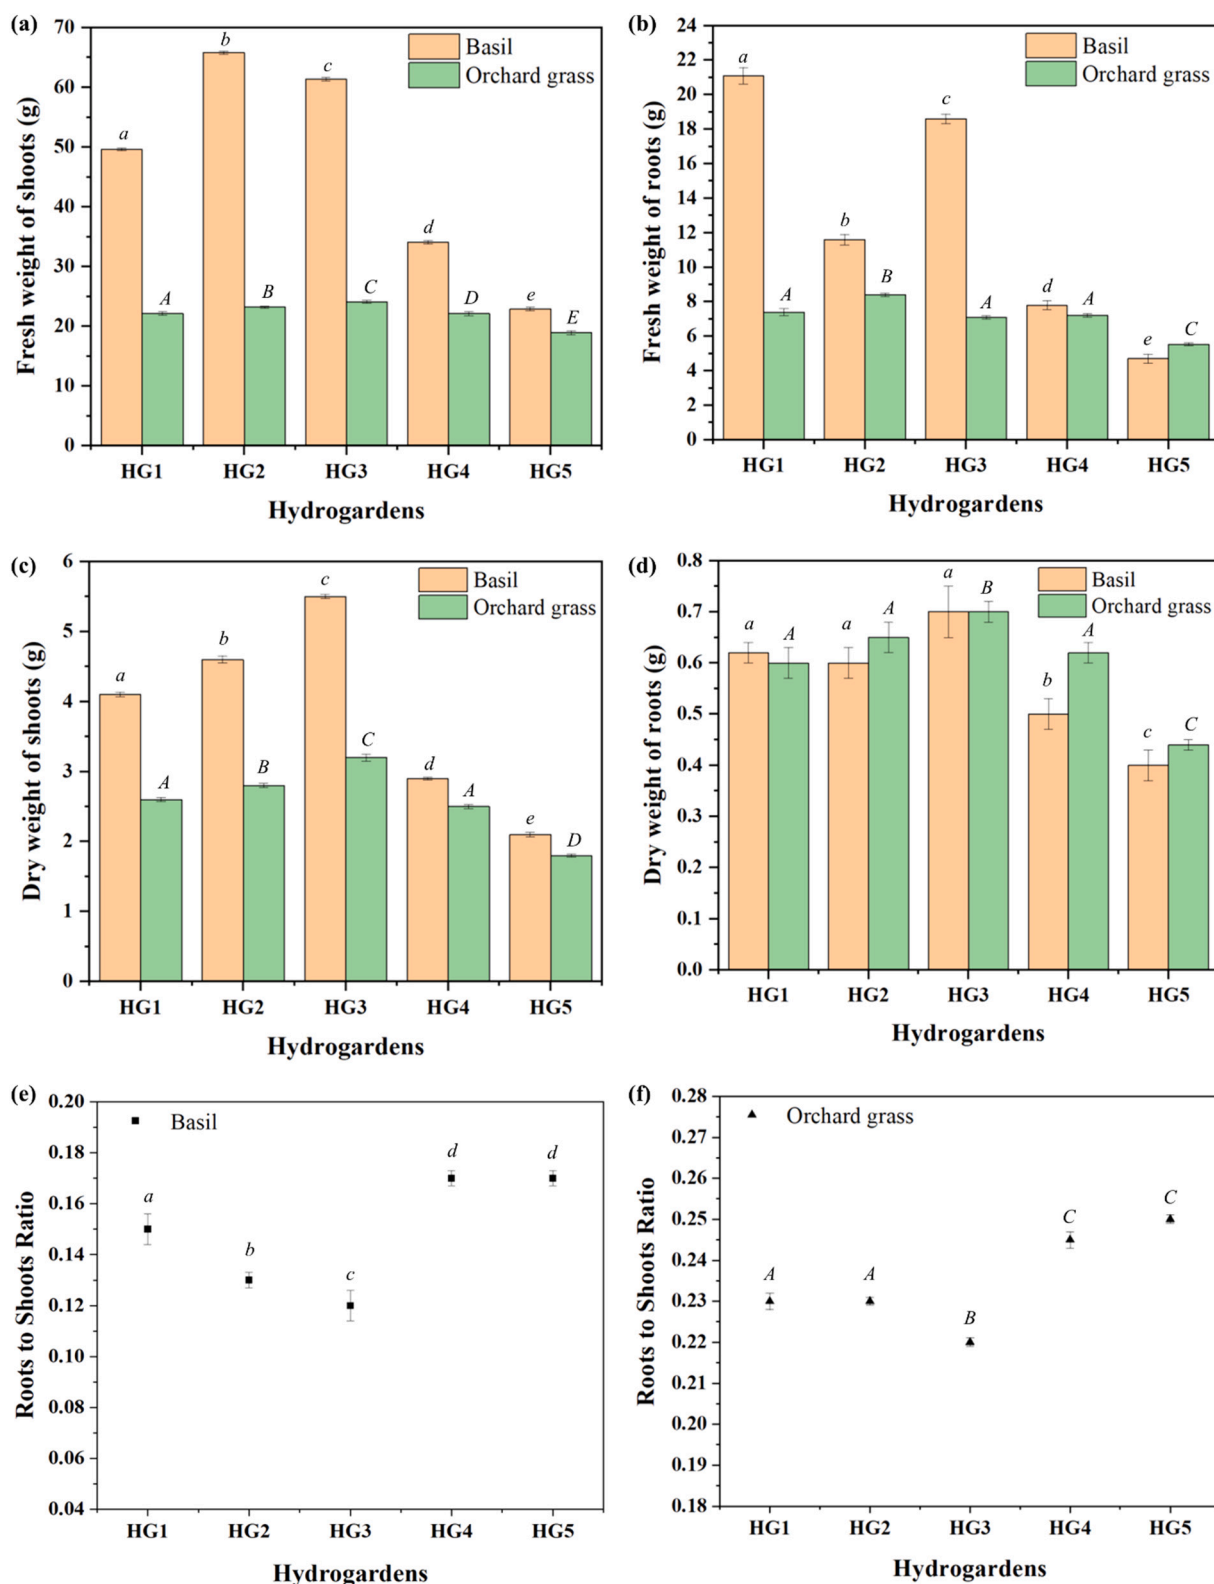 (a)
Fresh weight of shoots (g)
70
60
50
40
30
20
10
0
Basil
Orchard grass
a
A
b
B
c
C
d
D
e
E
HG1 HG2 HG3 HG4 HG5
Hydrogardens
(b)
Fresh weight of roots (g)
24
22
20
18
16
14
12
10
8
6
4
2
0
Basil
Orchard grass
a
A
b
B
c
A
d
A
e
C
HG1 HG2 HG3 HG4 HG5
Hydrogardens
(c)
Dry weight of shoots (g)
6
5
4
3
2
1
0
Basil
Orchard grass
a
A
b
B
c
C
d
A
e
D
HG1 HG2 HG3 HG4 HG5
Hydrogardens
(d)
Dry weight of roots (g)
0.8
0.7
0.6
0.5
0.4
0.3
0.2
0.1
0.0
Basil
Orchard grass
a
A
a
A
a
B
b
A
c
C
HG1 HG2 HG3 HG4 HG5
Hydrogardens
(e)
Roots to Shoots Ratio
0.20
0.18
0.16
0.14
0.12
0.10
0.08
0.06
0.04
Basil
a
b
c
d
d
HG1 HG2 HG3 HG4 HG5
Hydrogardens
(f)
Roots to Shoots Ratio
0.28
0.27
0.26
0.25
0.24
0.23
0.22
0.21
0.20
0.19
0.18
Orchard grass
A
A
B
C
C
HG1 HG2 HG3 HG4 HG5
Hydrogardens